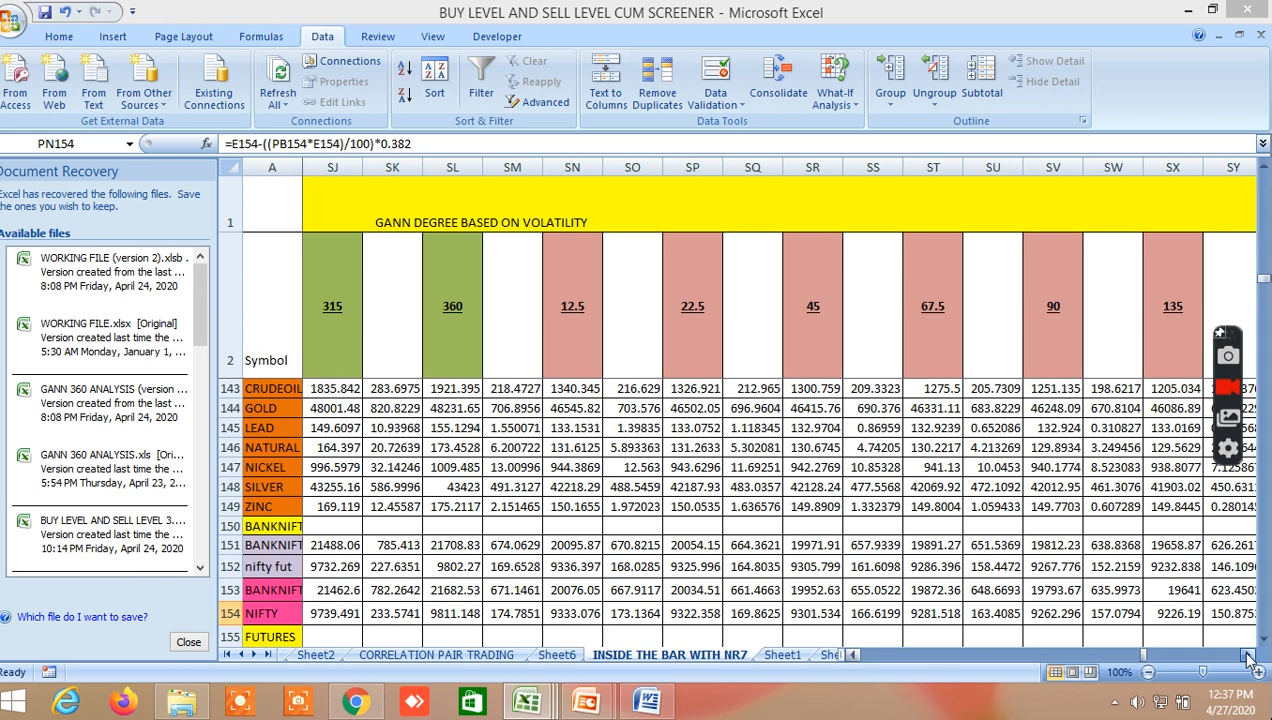 BUY LEVEL AND SELL LEVEL CUM SCREENER - Microsoft Excel
Home Insert Page Layout Formulas Data Review View Developer
From Access
From Web
From Text
From Other Sources
Existing Connections
Get External Data
Refresh All
Connections
Properties
Edit Links
Connections
Sort
Filter
Clear
Reapply
Advanced
Sort & Filter
Text to Columns
Remove Duplicates
Data Validation
Consolidate
What-If Analysis
Data Tools
Group
Ungroup
Subtotal
Show Detail
Hide Detail
Outline
PN154 fx =E154-((PB154*E154)/100)*0.382
Document Recovery
Excel has recovered the following files. Save
the ones you wish to keep.
Available files
WORKING FILE (version 2).xlsb
Version created from the last ...
8:08 PM Friday, April 24, 2020
WORKING FILE.xlsx [Original]
Version created last time the ...
5:30 AM Monday, January 1, ...
GANN 360 ANALYSIS (version ...
Version created from the last ...
8:08 PM Friday, April 24, 2020
GANN 360 ANALYSIS.xls [Ori...
Version created last time the ...
5:54 PM Thursday, April 23, 2...
BUY LEVEL AND SELL LEVEL 3....
Version created from the last ...
10:14 PM Friday, April 24, 2020
Which file do I want to save?
Close
A SJ SK SL SM SN SO SP SQ SR SS ST SU SV SW SX SY
1 GANN DEGREE BASED ON VOLATILITY
2 Symbol 315 360 12.5 22.5 45 67.5 90 135
143 CRUDEOIL 1835.842 283.6975 1921.395 218.4727 1340.345 216.629 1326.921 212.965 1300.759 209.3323 1275.5 205.7309 1251.135 198.6217 1205.034
144 GOLD 48001.48 820.8229 48231.65 706.8956 46545.82 703.576 46502.05 696.9604 46415.76 690.376 46331.11 683.8229 46248.09 670.8104 46086.89
145 LEAD 149.6097 10.93968 155.1294 1.550071 133.1531 1.39835 133.0752 1.118345 132.9704 0.86959 132.9239 0.652086 132.924 0.310827 133.0169
146 NATURAL 164.397 20.72639 173.4528 6.207602 131.6125 5.893363 131.2633 5.302081 130.6745 4.74205 130.2217 4.213269 129.8934 3.249456 129.5629
147 NICKEL 996.5979 32.14246 1009.485 13.00996 944.3869 12.563 943.6296 11.69251 942.2769 10.85328 941.13 10.0453 940.1774 8.523083 938.8077
148 SILVER 43255.16 586.9996 43423 491.3127 42218.29 488.5459 42187.93 483.0357 42128.24 477.5568 42069.92 472.1092 42012.95 461.3076 41903.02 450.631
149 ZINC 169.119 12.45587 175.2117 2.151465 150.1655 1.972023 150.0535 1.636565 149.8909 1.332379 149.8004 1.059433 149.7703 0.607289 149.8445
150 BANKNIFT
151 BANKNIFT 21488.06 785.413 21708.83 674.0629 20095.87 670.8215 20054.15 664.3621 19971.91 657.9339 19891.27 651.5369 19812.23 638.8368 19658.87 626.261
152 nifty fut 9732.269 227.6351 9802.27 169.6528 9336.394 168.0285 9325.996 164.8035 9305.799 161.6098 9286.396 158.4472 9267.776 152.2159 9232.838 146.109
153 BANKNIFT 21462.6 782.2642 21682.53 671.1461 20076.05 667.9117 20034.51 661.4663 19952.63 655.0522 19872.36 648.6693 19793.67 635.9973 19641 623.450
154 NIFTY 9739.491 233.5741 9811.148 174.7851 9333.076 173.1364 9322.258 169.8625 9301.534 166.6199 9281.518 163.4085 9262.296 157.0794 9226.19 150.875
155 FUTURES
Sheet2 CORRELATION PAIR TRADING Sheet6 INSIDE THE BAR WITH NR7 Sheet1 She
Ready 100%
12:37 PM
4/27/2020